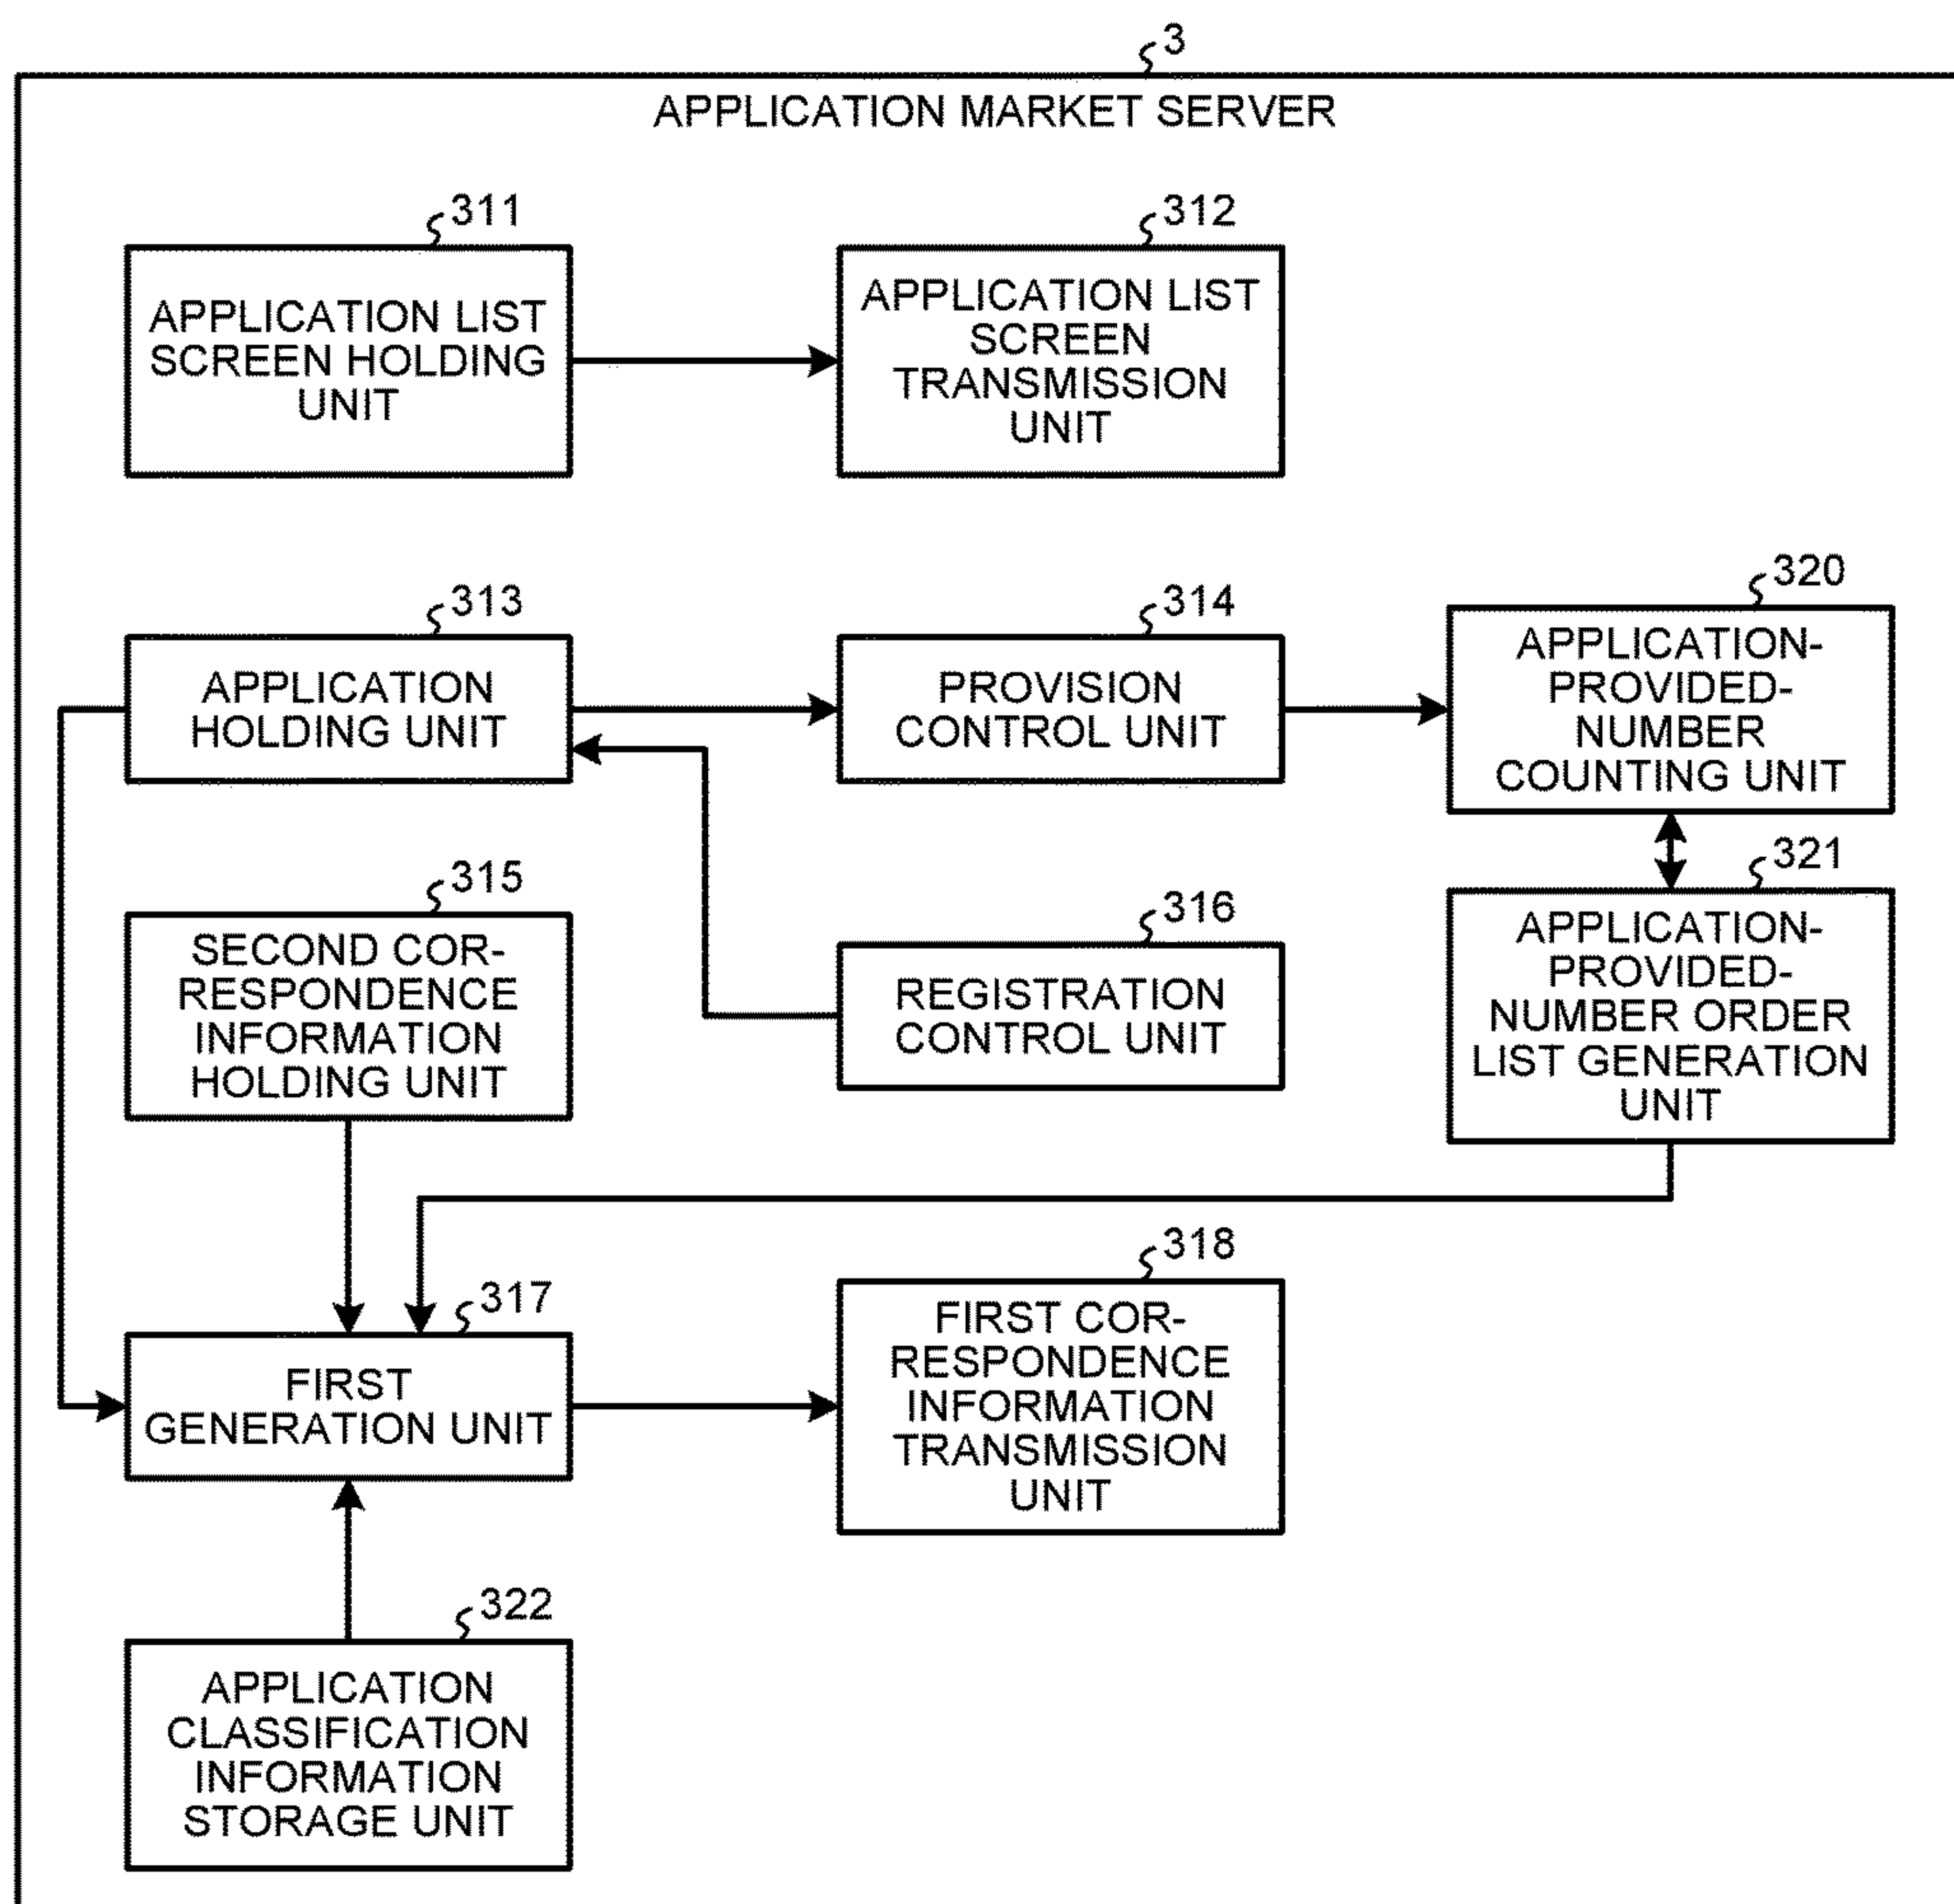 3
APPLICATION MARKET SERVER
311
APPLICATION LIST
SCREEN HOLDING
UNIT
312
APPLICATION LIST
SCREEN
TRANSMISSION
UNIT
313
APPLICATION
HOLDING UNIT
314
PROVISION
CONTROL UNIT
320
APPLICATION-
PROVIDED-
NUMBER
COUNTING UNIT
315
SECOND COR-
RESPONDENCE
INFORMATION
HOLDING UNIT
316
REGISTRATION
CONTROL UNIT
321
APPLICATION-
PROVIDED-
NUMBER ORDER
LIST GENERATION
UNIT
317
FIRST
GENERATION UNIT
318
FIRST COR-
RESPONDENCE
INFORMATION
TRANSMISSION
UNIT
322
APPLICATION
CLASSIFICATION
INFORMATION
STORAGE UNIT